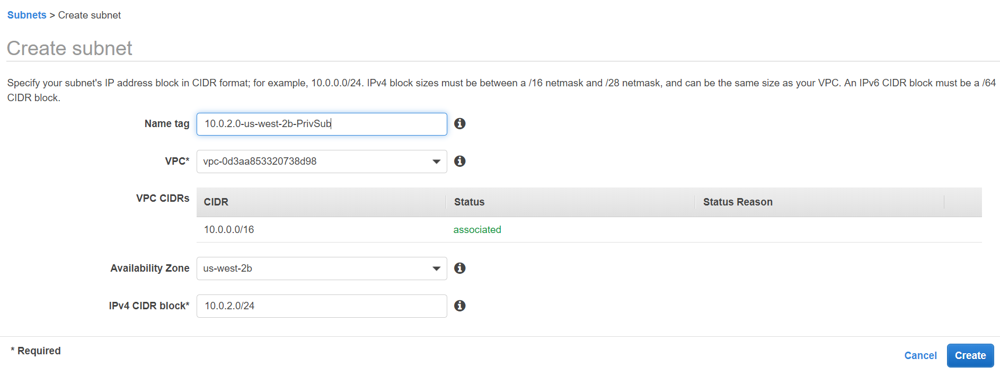 Subnets > Create subnet
Create subnet
Specify your subnet's IP address block in CIDR format; for example, 10.0.0.0/24. IPv4 block sizes must be between a /16 netmask and /28 netmask, and can be the same size as your VPC. An IPv6 CIDR block must be a /64
CIDR block.
Name tag 10.0.2.0-us-west-2b-PrivSub
VPC* vpc-0d3aa853320738d98
VPC CIDRs CIDR Status Status Reason
10.0.0.0/16 associated
Availability Zone us-west-2b
IPv4 CIDR block* 10.0.2.0/24
* Required
Cancel Create